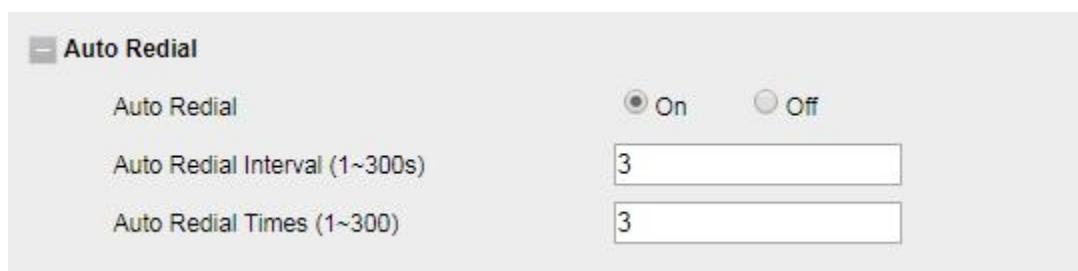 Auto Redial
Auto Redial On Off
Auto Redial Interval (1~300s) 3
Auto Redial Times (1~300) 3